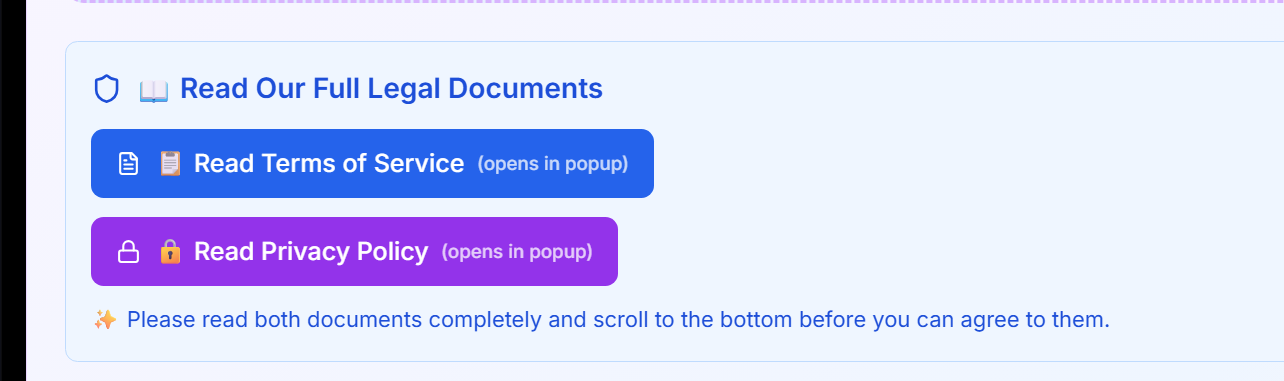 📖 Read Our Full Legal Documents
📋 Read Terms of Service (opens in popup)
🔒 Read Privacy Policy (opens in popup)
✨ Please read both documents completely and scroll to the bottom before you can agree to them.